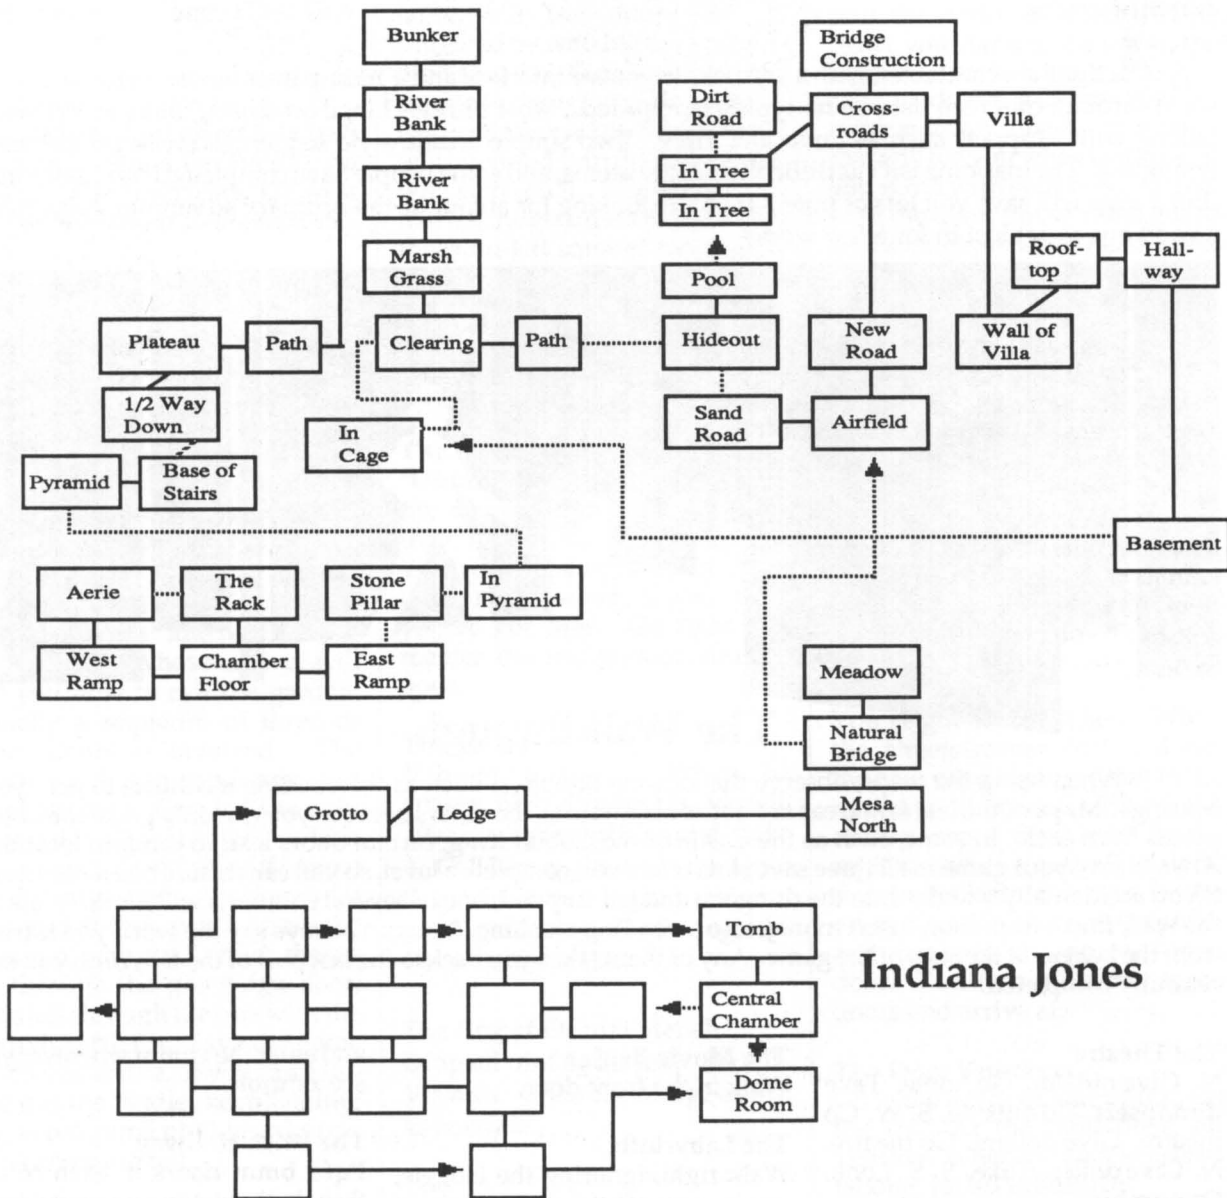 Bunker
Bridge
Construction
River
Bank
Dirt
Road
Cross-
roads
Villa
In Tree
River
Bank
In Tree
Marsh
Grass
Roof-
top
Hall-
way
Pool
Plateau
Path
Clearing
Path
Hideout
New
Road
Wall of
Villa
1/2 Way
Down
Sand
Road
Airfield
In
Cage
Pyramid
Base of
Stairs
Basement
Aerie
The
Rack
Stone
Pillar
In
Pyramid
West
Ramp
Chamber
Floor
East
Ramp
Meadow
Natural
Bridge
Grotto
Ledge
Mesa
North
Tomb
Indiana Jones
Central
Chamber
Dome
Room